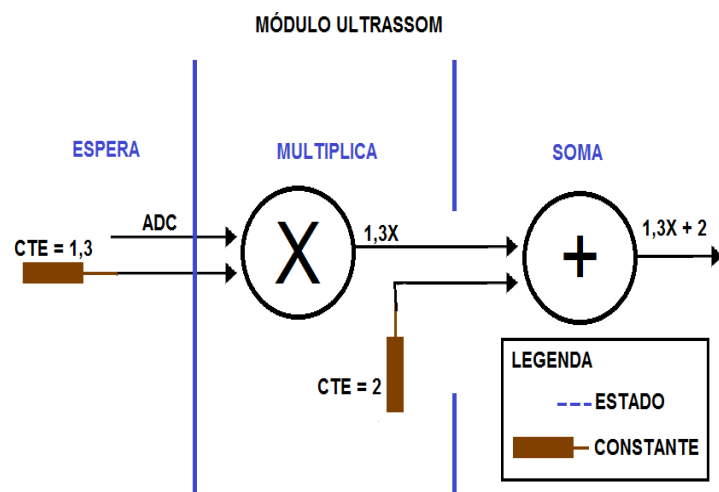 MÓDULO ULTRASSOM
ESPERA
MULTIPLICA
SOMA
ADC
CTE = 1,3
X
1,3X
+
1,3X + 2
CTE = 2
LEGENDA
ESTADO
CONSTANTE